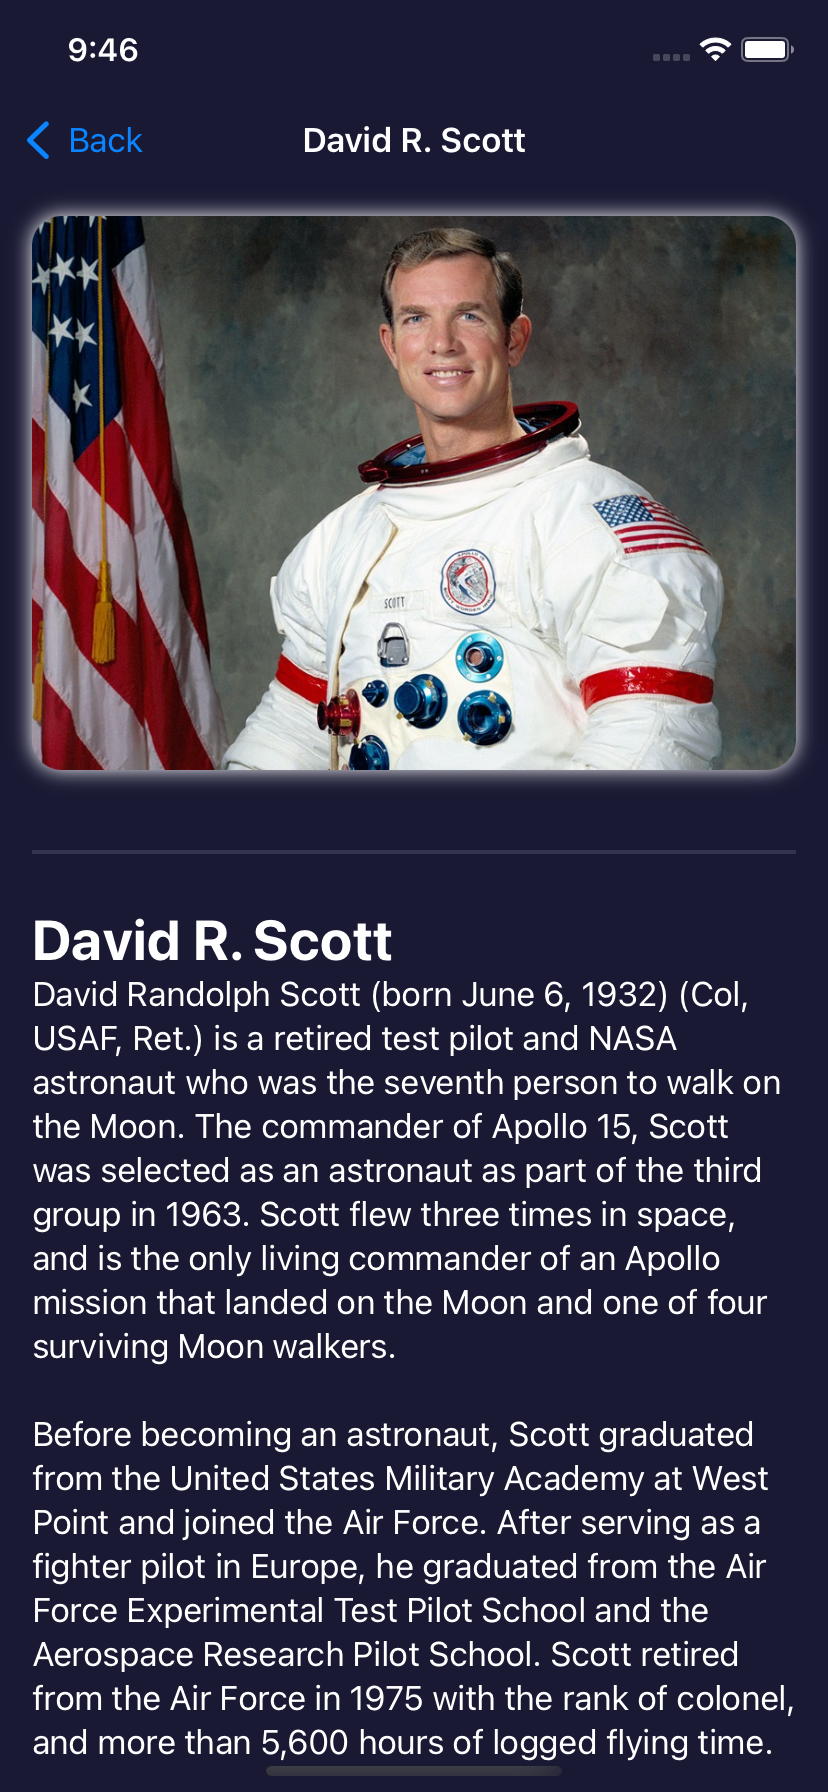 9:46
Back
David R. Scott
SCOTT
David R. Scott
David Randolph Scott (born June 6, 1932) (Col,
USAF, Ret.) is a retired test pilot and NASA
astronaut who was the seventh person to walk on
the Moon. The commander of Apollo 15, Scott
was selected as an astronaut as part of the third
group in 1963. Scott flew three times in space,
and is the only living commander of an Apollo
mission that landed on the Moon and one of four
surviving Moon walkers.
Before becoming an astronaut, Scott graduated
from the United States Military Academy at West
Point and joined the Air Force. After serving as a
fighter pilot in Europe, he graduated from the Air
Force Experimental Test Pilot School and the
Aerospace Research Pilot School. Scott retired
from the Air Force in 1975 with the rank of colonel,
and more than 5,600 hours of logged flying time.